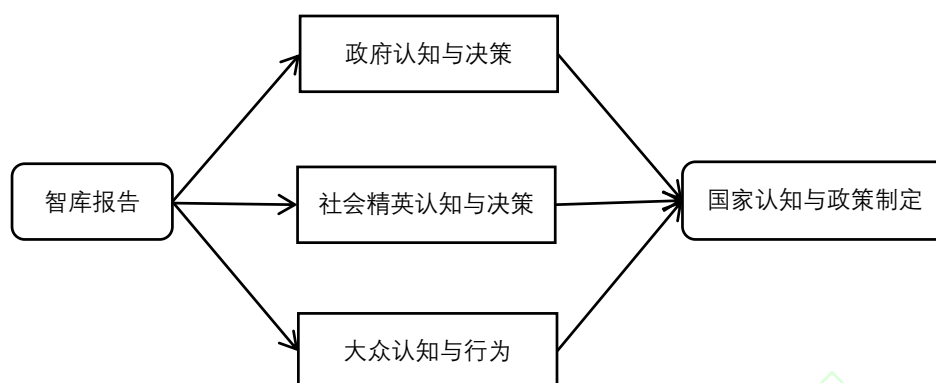 政府认知与决策
智库报告
社会精英认知与决策
国家认知与政策制定
大众认知与行为